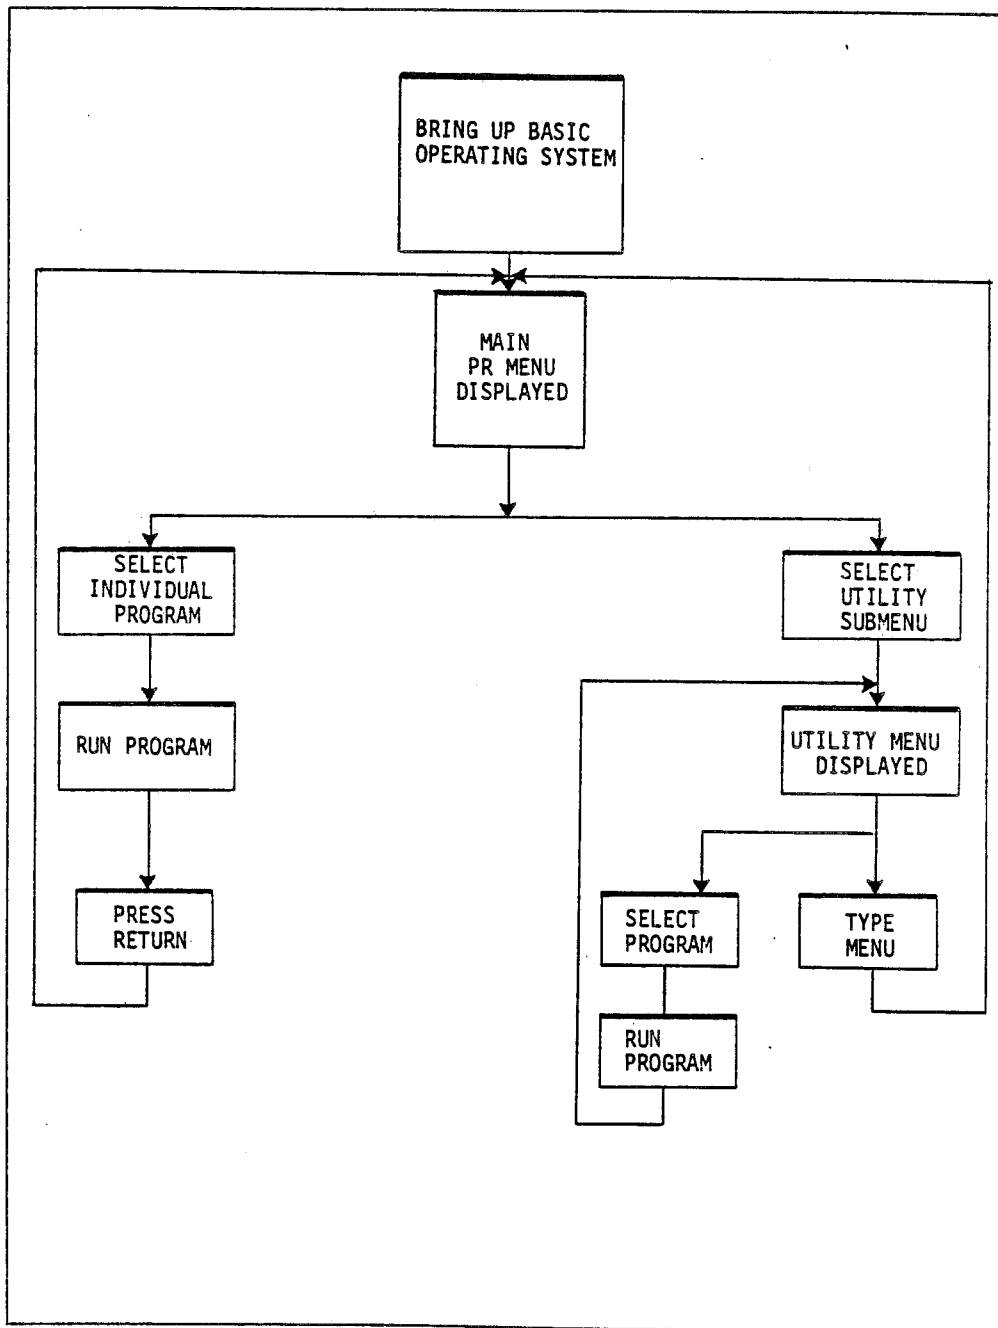 BRING UP BASIC
OPERATING SYSTEM
MAIN
PR MENU
DISPLAYED
SELECT
INDIVIDUAL
PROGRAM
RUN PROGRAM
PRESS
RETURN
SELECT
UTILITY
SUBMENU
UTILITY MENU
DISPLAYED
SELECT
PROGRAM
RUN
PROGRAM
TYPE
MENU